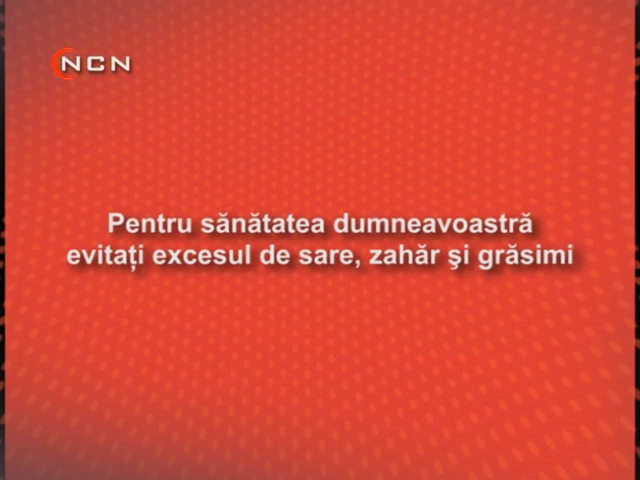 NCN
Pentru sănătatea dumneavoastră
evitați excesul de sare, zahăr şi grăsimi